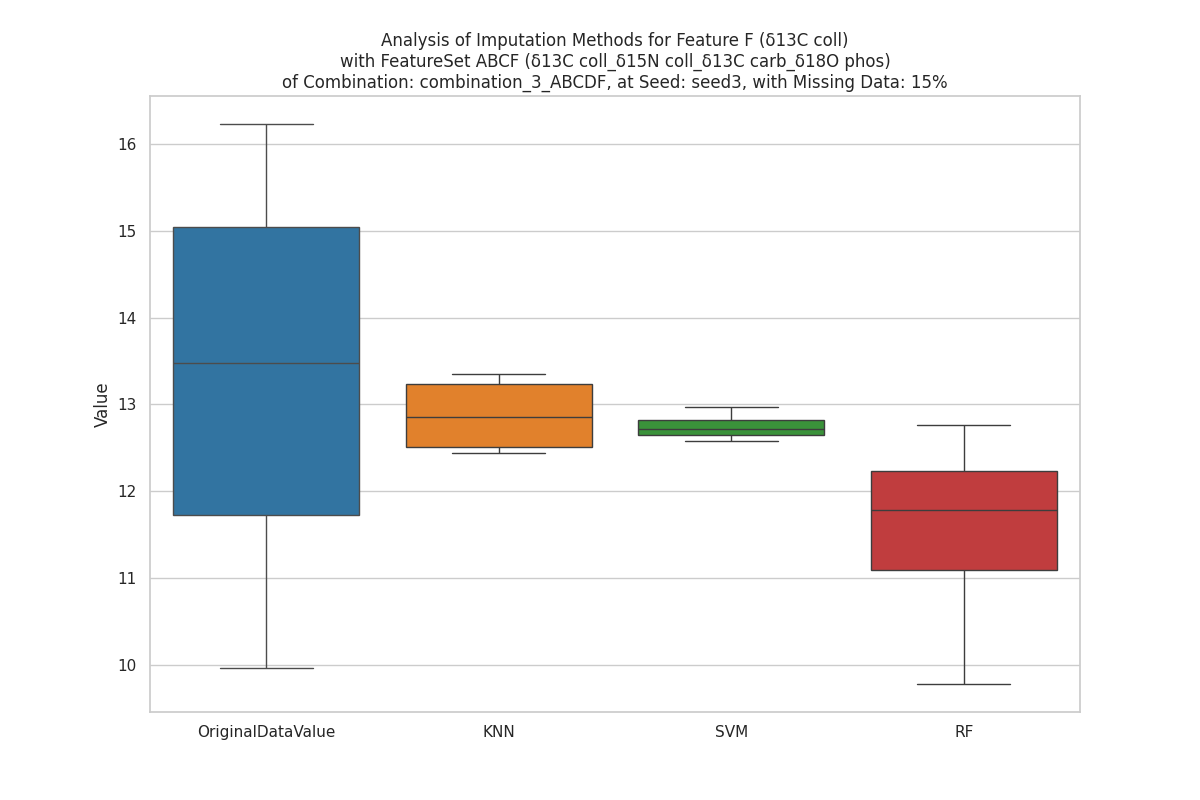 Analysis of Imputation Methods for Feature F (δ13C coll)
with FeatureSet ABCF (δ13C coll_δ15N coll_δ13C carb_δ18O phos)
of Combination: combination_3_ABCDF, at Seed: seed3, with Missing Data: 15%
16
15
14
13
12
11
10
Value
OriginalDataValue
KNN
SVM
RF